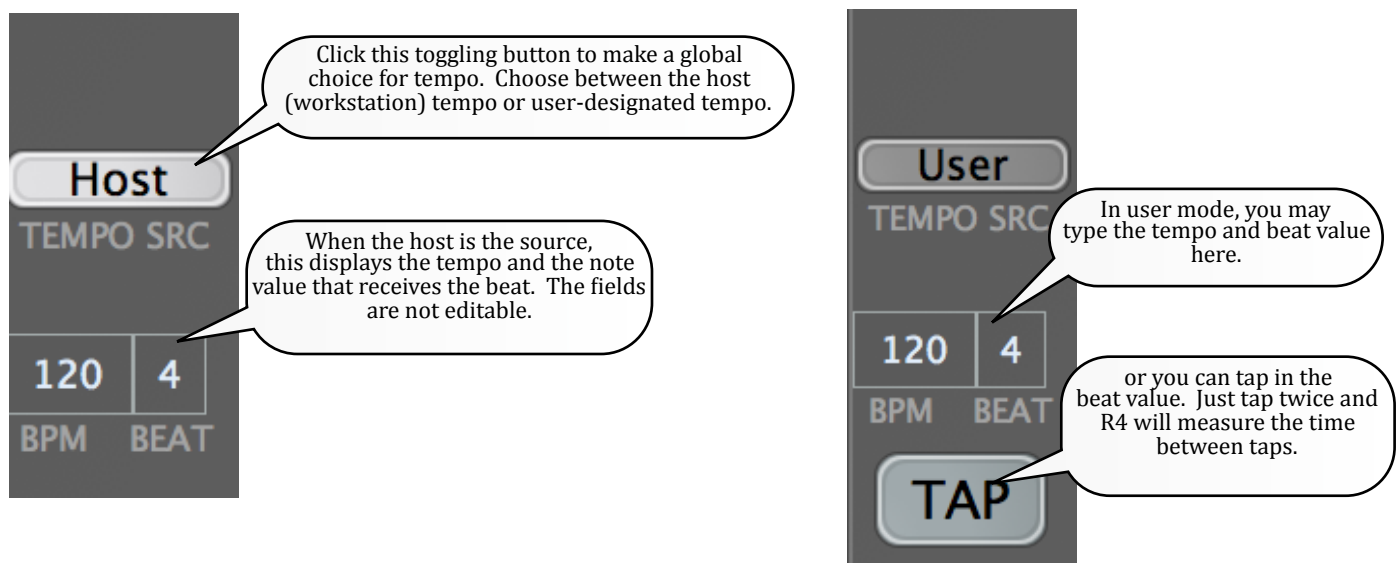 Click this toggling button to make a global
choice for tempo.  Choose between the host
(workstation) tempo or user-designated tempo.
Host
TEMPO SRC
When the host is the source,
this displays the tempo and the note
value that receives the beat.  The fields
are not editable.
120 4
BPM BEAT
User
TEMPO SRC
In user mode, you may
type the tempo and beat value
here.
120 4
BPM BEAT
or you can tap in the
beat value.  Just tap twice and
R4 will measure the time
between taps.
TAP